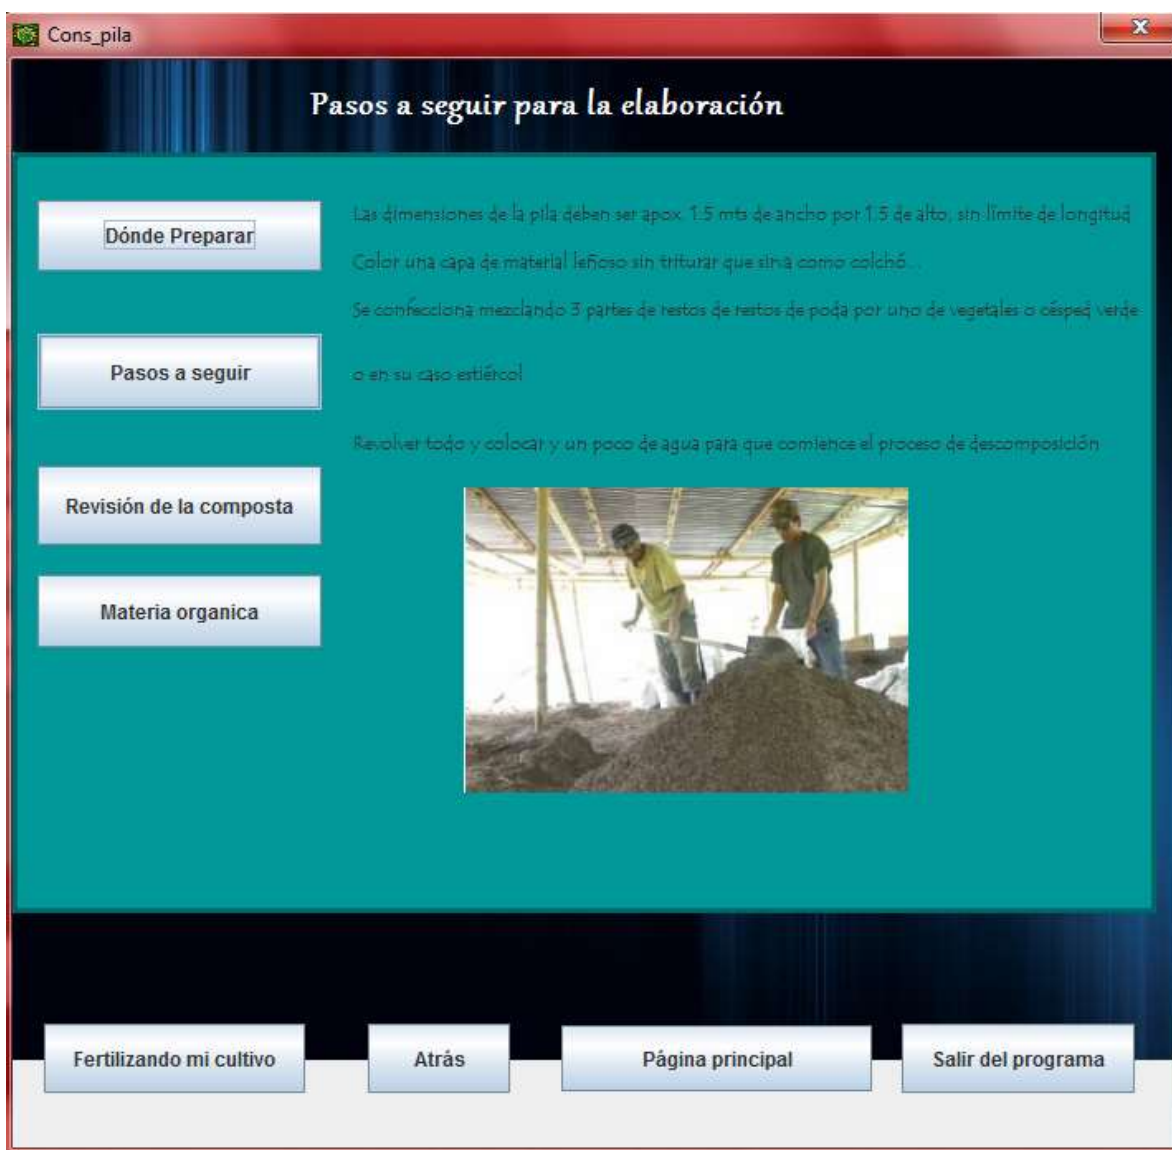 Cons_pila
Pasos a seguir para la elaboración
Dónde Preparar
Las dimensiones de la pila deben ser apox. 1.5 mts de ancho por 1.5 de alto, sin límite de longitud
Color una capa de material leñoso sin triturar que sirva como colchó...
Se confecciona mezclando 3 partes de restos de restos de poda por uno de vegetales o césped verde
Pasos a seguir
o en su caso estiércol
Revolver todo y colocar y un poco de agua para que comience el proceso de descomposición
Revisión de la composta
Materia organica
Fertilizando mi cultivo
Atrás
Página principal
Salir del programa